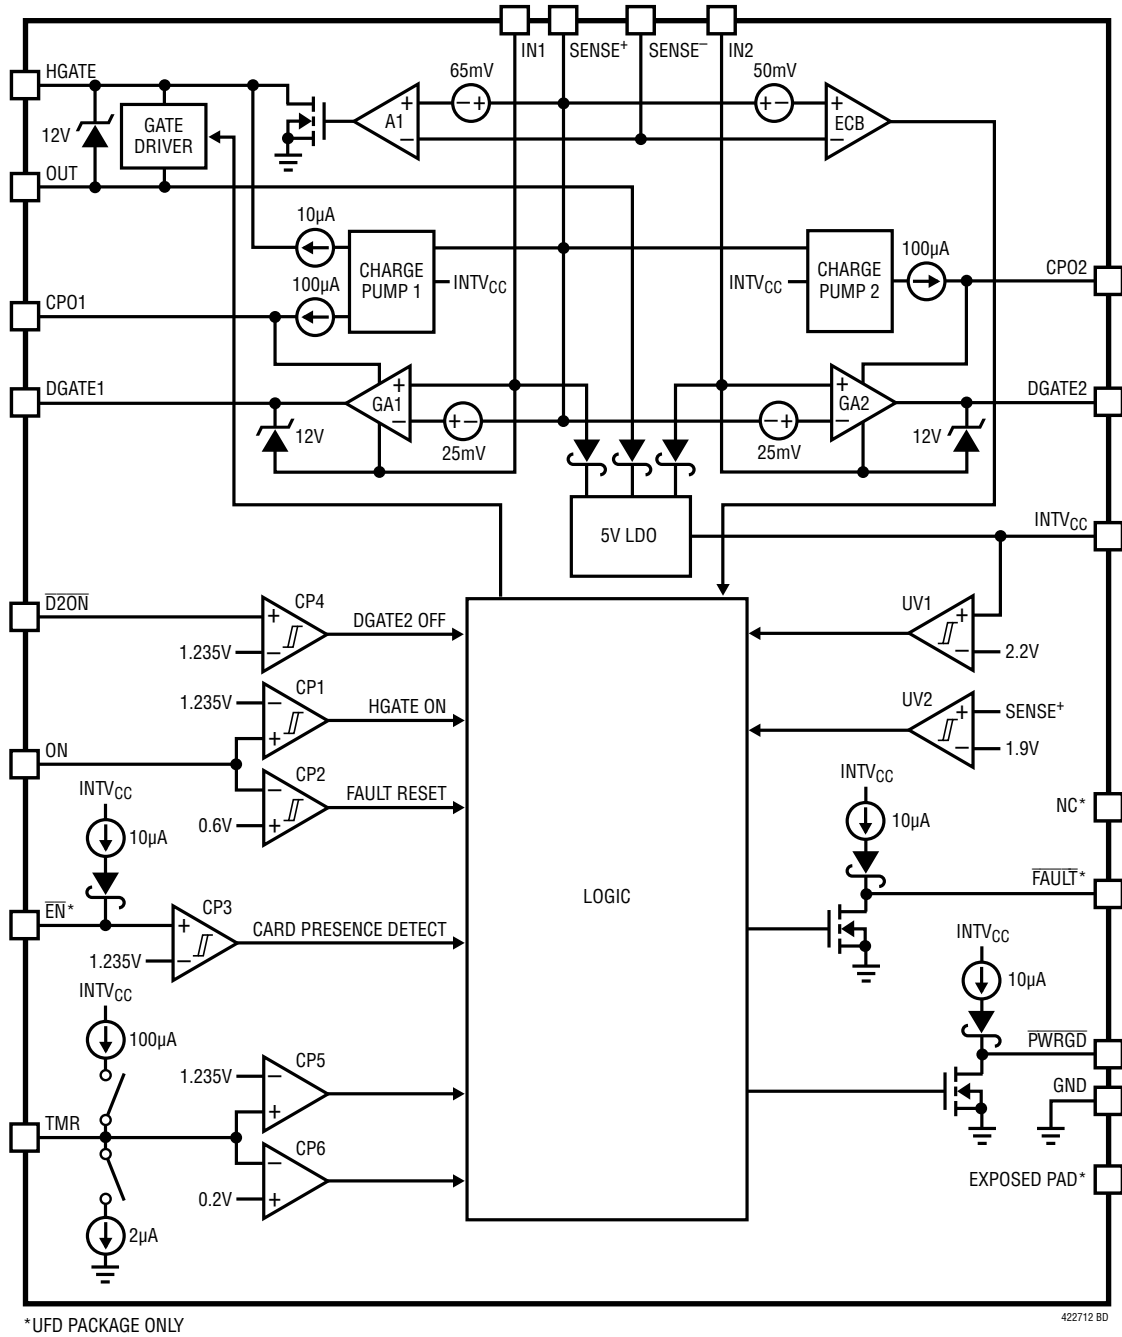 IN1
SENSE⁺
SENSE⁻
IN2
HGATE
65mV
50mV
12V
GATE
DRIVER
A1
ECB
OUT
10µA
100µA
CHARGE
PUMP 1
INTVCC
INTVCC
CHARGE
PUMP 2
100µA
CPO1
CPO2
DGATE1
GA1
GA2
DGATE2
12V
25mV
25mV
12V
5V LDO
INTVCC
D2ON
CP4
DGATE2 OFF
1.235V
UV1
2.2V
CP1
1.235V
HGATE ON
UV2
SENSE⁺
1.9V
ON
CP2
FAULT RESET
0.6V
INTVCC
10µA
INTVCC
10µA
NC*
FAULT*
LOGIC
EN*
CP3
CARD PRESENCE DETECT
1.235V
INTVCC
10µA
INTVCC
100µA
PWRGD
CP5
1.235V
GND
TMR
CP6
0.2V
EXPOSED PAD*
2µA
*UFD PACKAGE ONLY
422712 BD